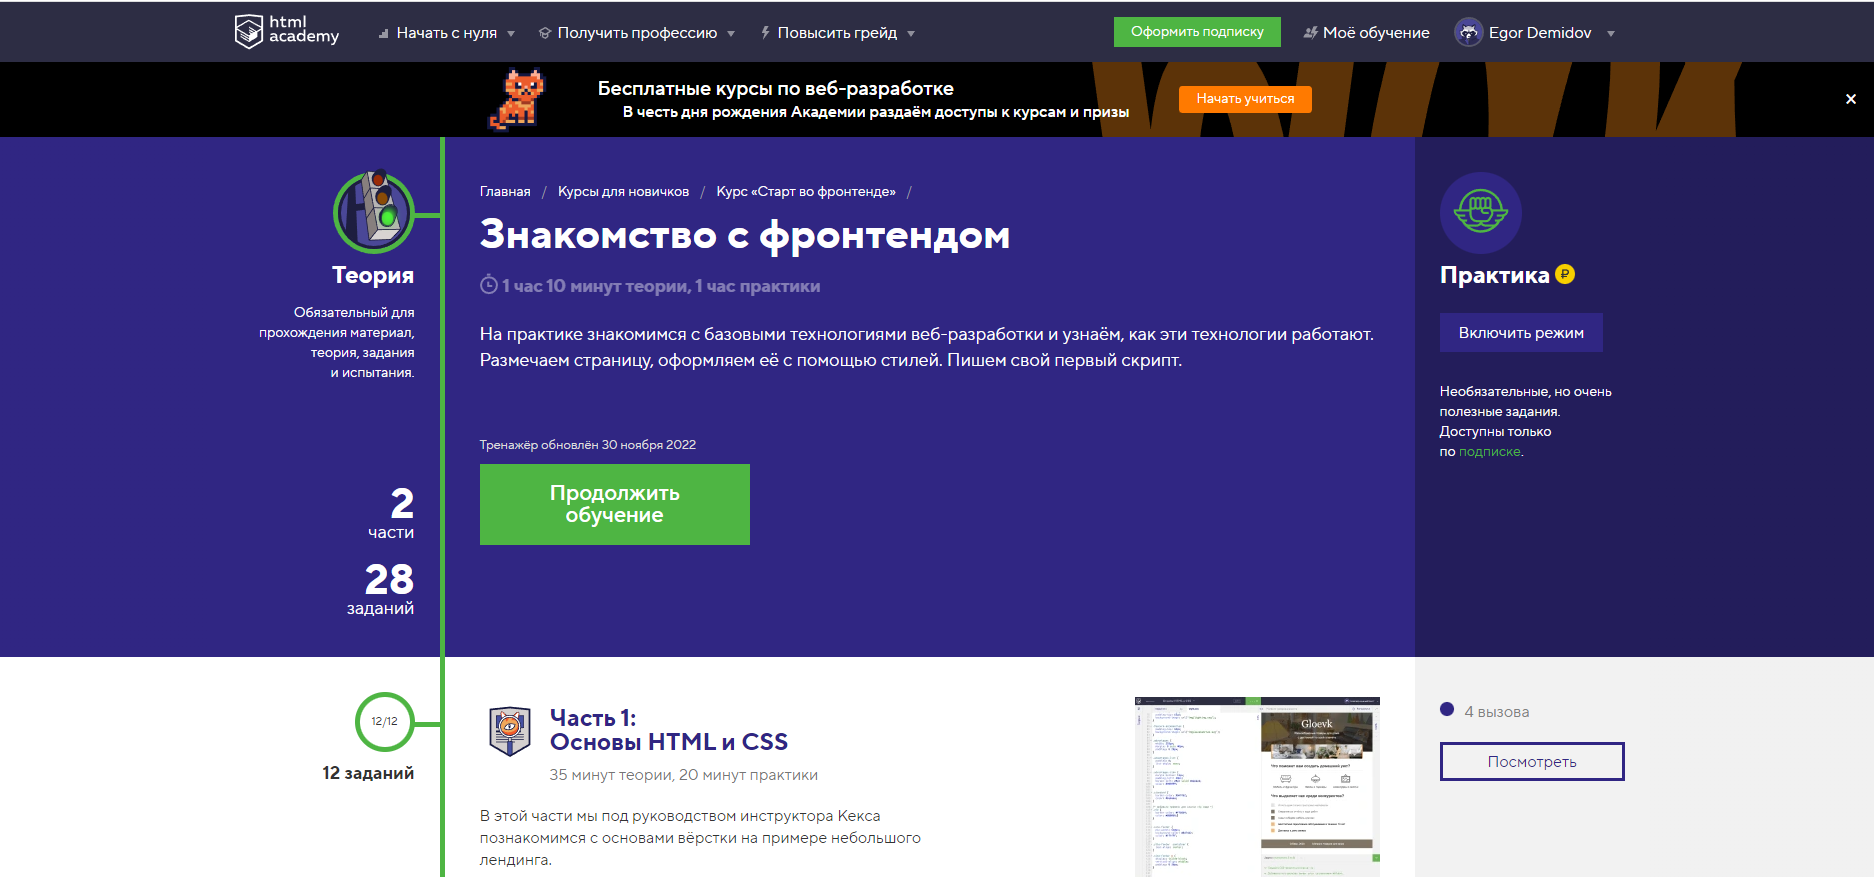 html
academy
Начать с нуля
Получить профессию
Повысить грейд
Оформить подписку
Моё обучение
Egor Demidov
Бесплатные курсы по веб-разработке
В честь дня рождения Академии раздаём доступы к курсам и призы
Начать учиться
Теория
Обязательный для
прохождения материал,
теория, задания
и испытания.
2
части
28
заданий
Главная / Курсы для новичков / Курс «Старт во фронтенде» /
Знакомство с фронтендом
1 час 10 минут теории, 1 час практики
На практике знакомимся с базовыми технологиями веб-разработки и узнаём, как эти технологии работают.
Размечаем страницу, оформляем её с помощью стилей. Пишем свой первый скрипт.
Тренажёр обновлён 30 ноября 2022
Продолжить
обучение
Практика ₽
Включить режим
Необязательные, но очень
полезные задания.
Доступны только
по подписке.
12/12
12 заданий
Часть 1:
Основы HTML и CSS
35 минут теории, 20 минут практики
В этой части мы под руководством инструктора Кекса
познакомимся с основами вёрстки на примере небольшого
лендинга.
Gloevk
4 вызова
Посмотреть